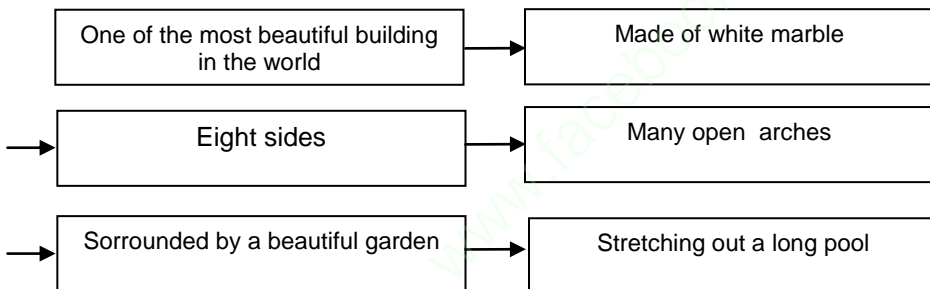 One of the most beautiful building
in the world
Made of white marble
Eight sides
Many open arches
Sorrounded by a beautiful garden
Stretching out a long pool